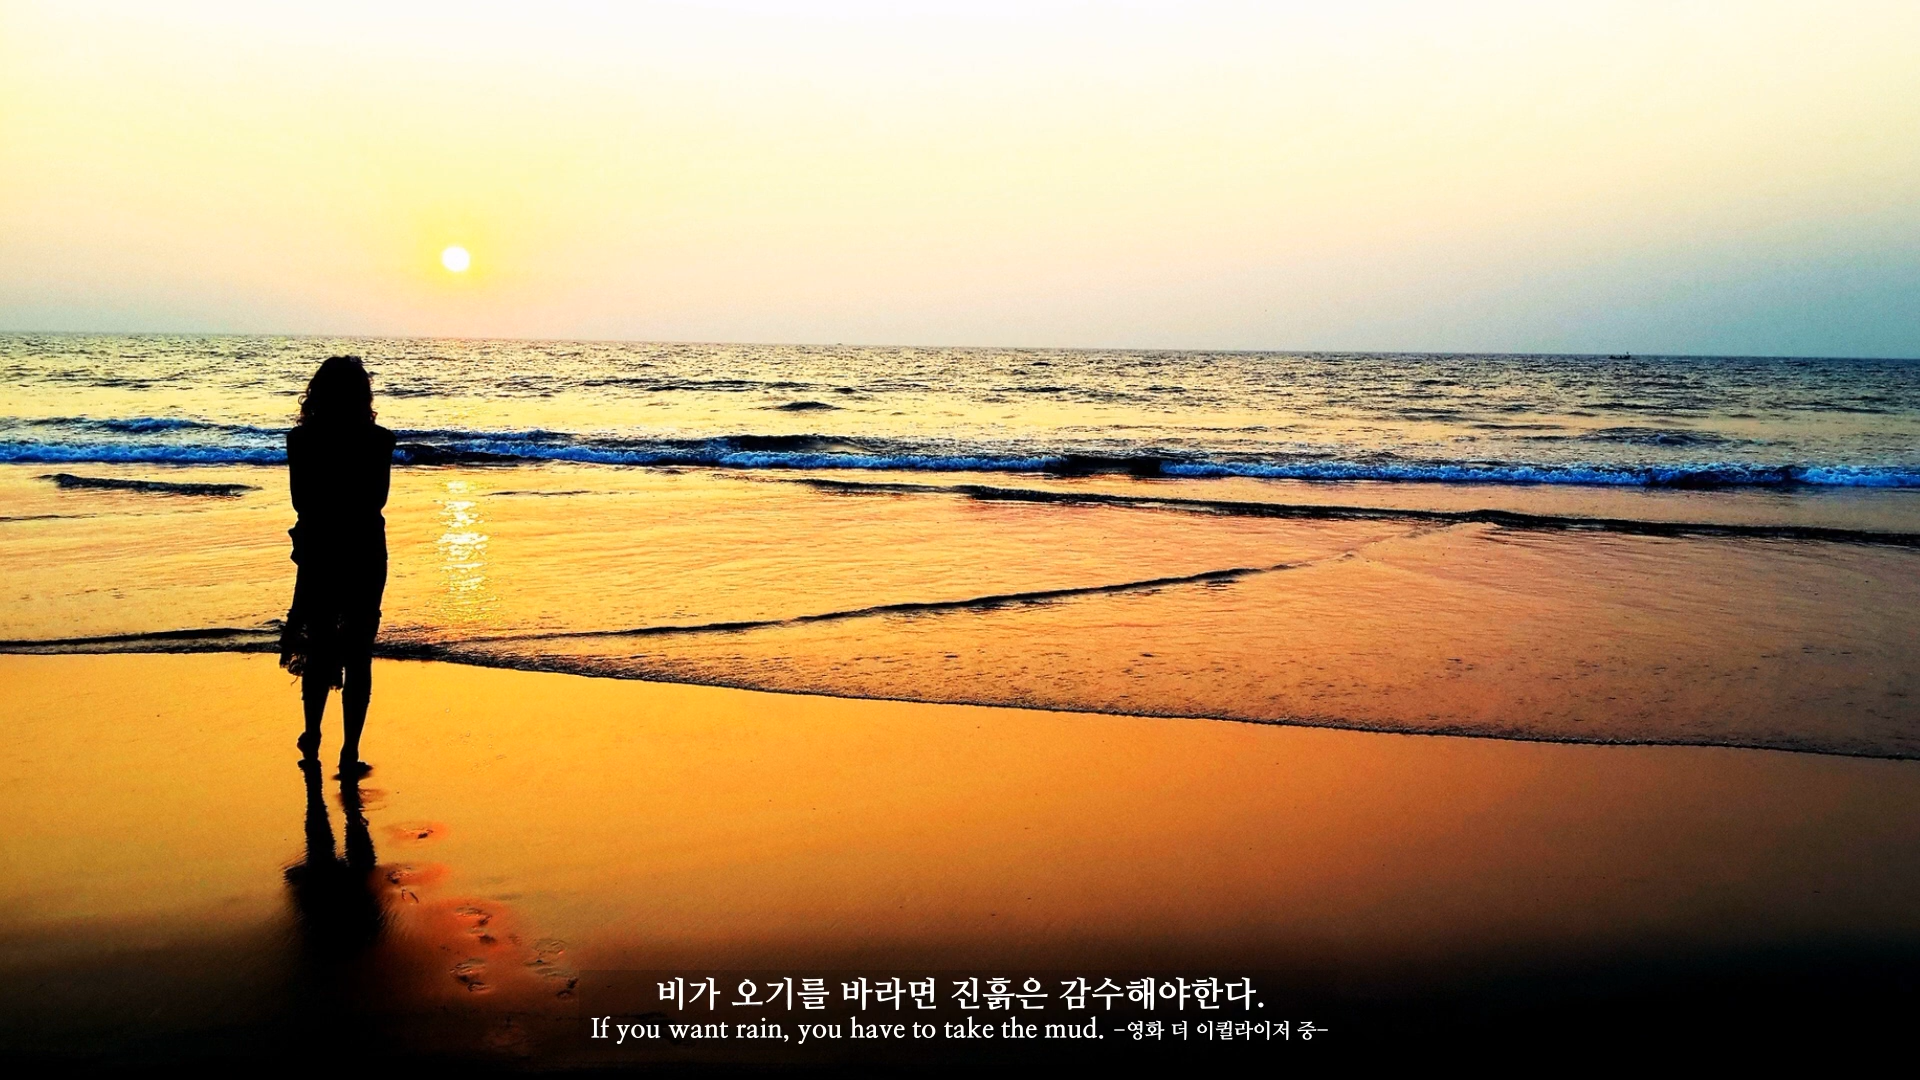 비가 오기를 바라면 진흙은 감수해야한다.
If you want rain, you have to take the mud. -영화 더 이퀄라이저 중-